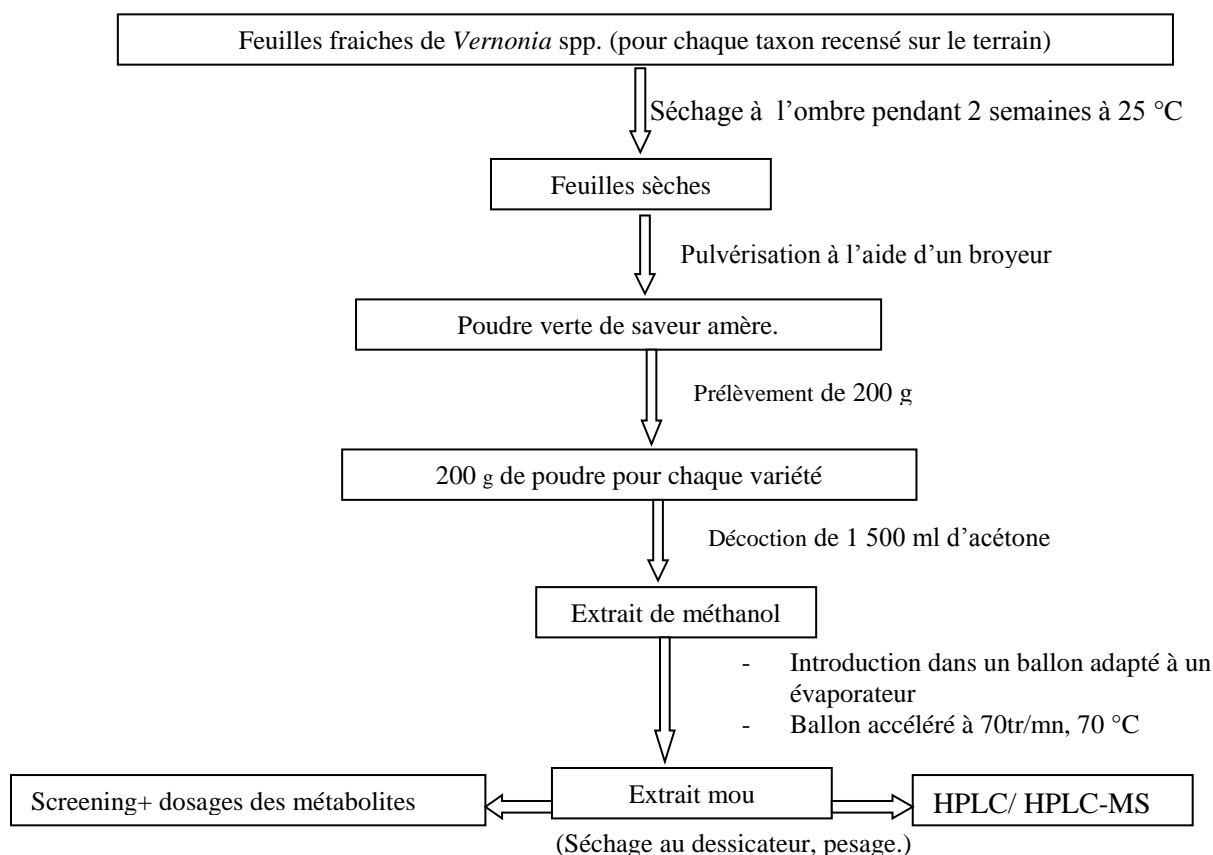 Feuilles fraiches de Vernonia spp. (pour chaque taxon recensé sur le terrain)
Séchage à l’ombre pendant 2 semaines à 25 °C
Feuilles sèches
Pulvérisation à l’aide d’un broyeur
Poudre verte de saveur amère.
Prélèvement de 200 g
200 g de poudre pour chaque variété
Décoction de 1 500 ml d’acétone
Extrait de méthanol
- Introduction dans un ballon adapté à un
évaporateur
- Ballon accéléré à 70tr/mn, 70 °C
Screening+ dosages des métabolites
Extrait mou
HPLC/ HPLC-MS
(Séchage au dessicateur, pesage.)